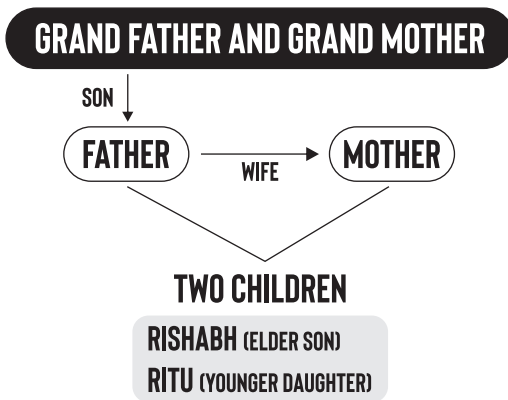 GRAND FATHER AND GRAND MOTHER
SON
FATHER
WIFE
MOTHER
TWO CHILDREN
RISHABH (ELDER SON)
RITU (YOUNGER DAUGHTER)